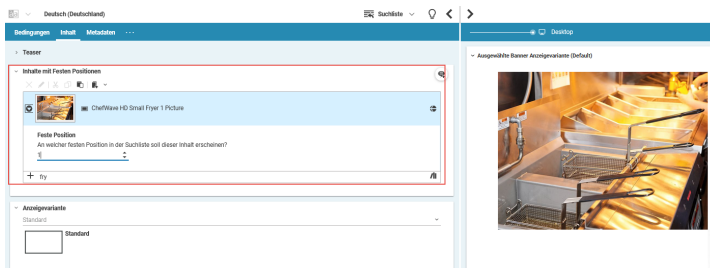 Deutsch (Deutschland)
Suchliste
Bedingungen Inhalt Metadaten ···
Desktop
Teaser
Ausgewählte Banner Anzeigevariante (Default)
Inhalte mit Festen Positionen
ChefWave HD Small Fryer 1 Picture
Feste Position
An welcher festen Position in der Suchliste soll dieser Inhalt erscheinen?
1
fry
Anzeigevariante
Standard
Standard